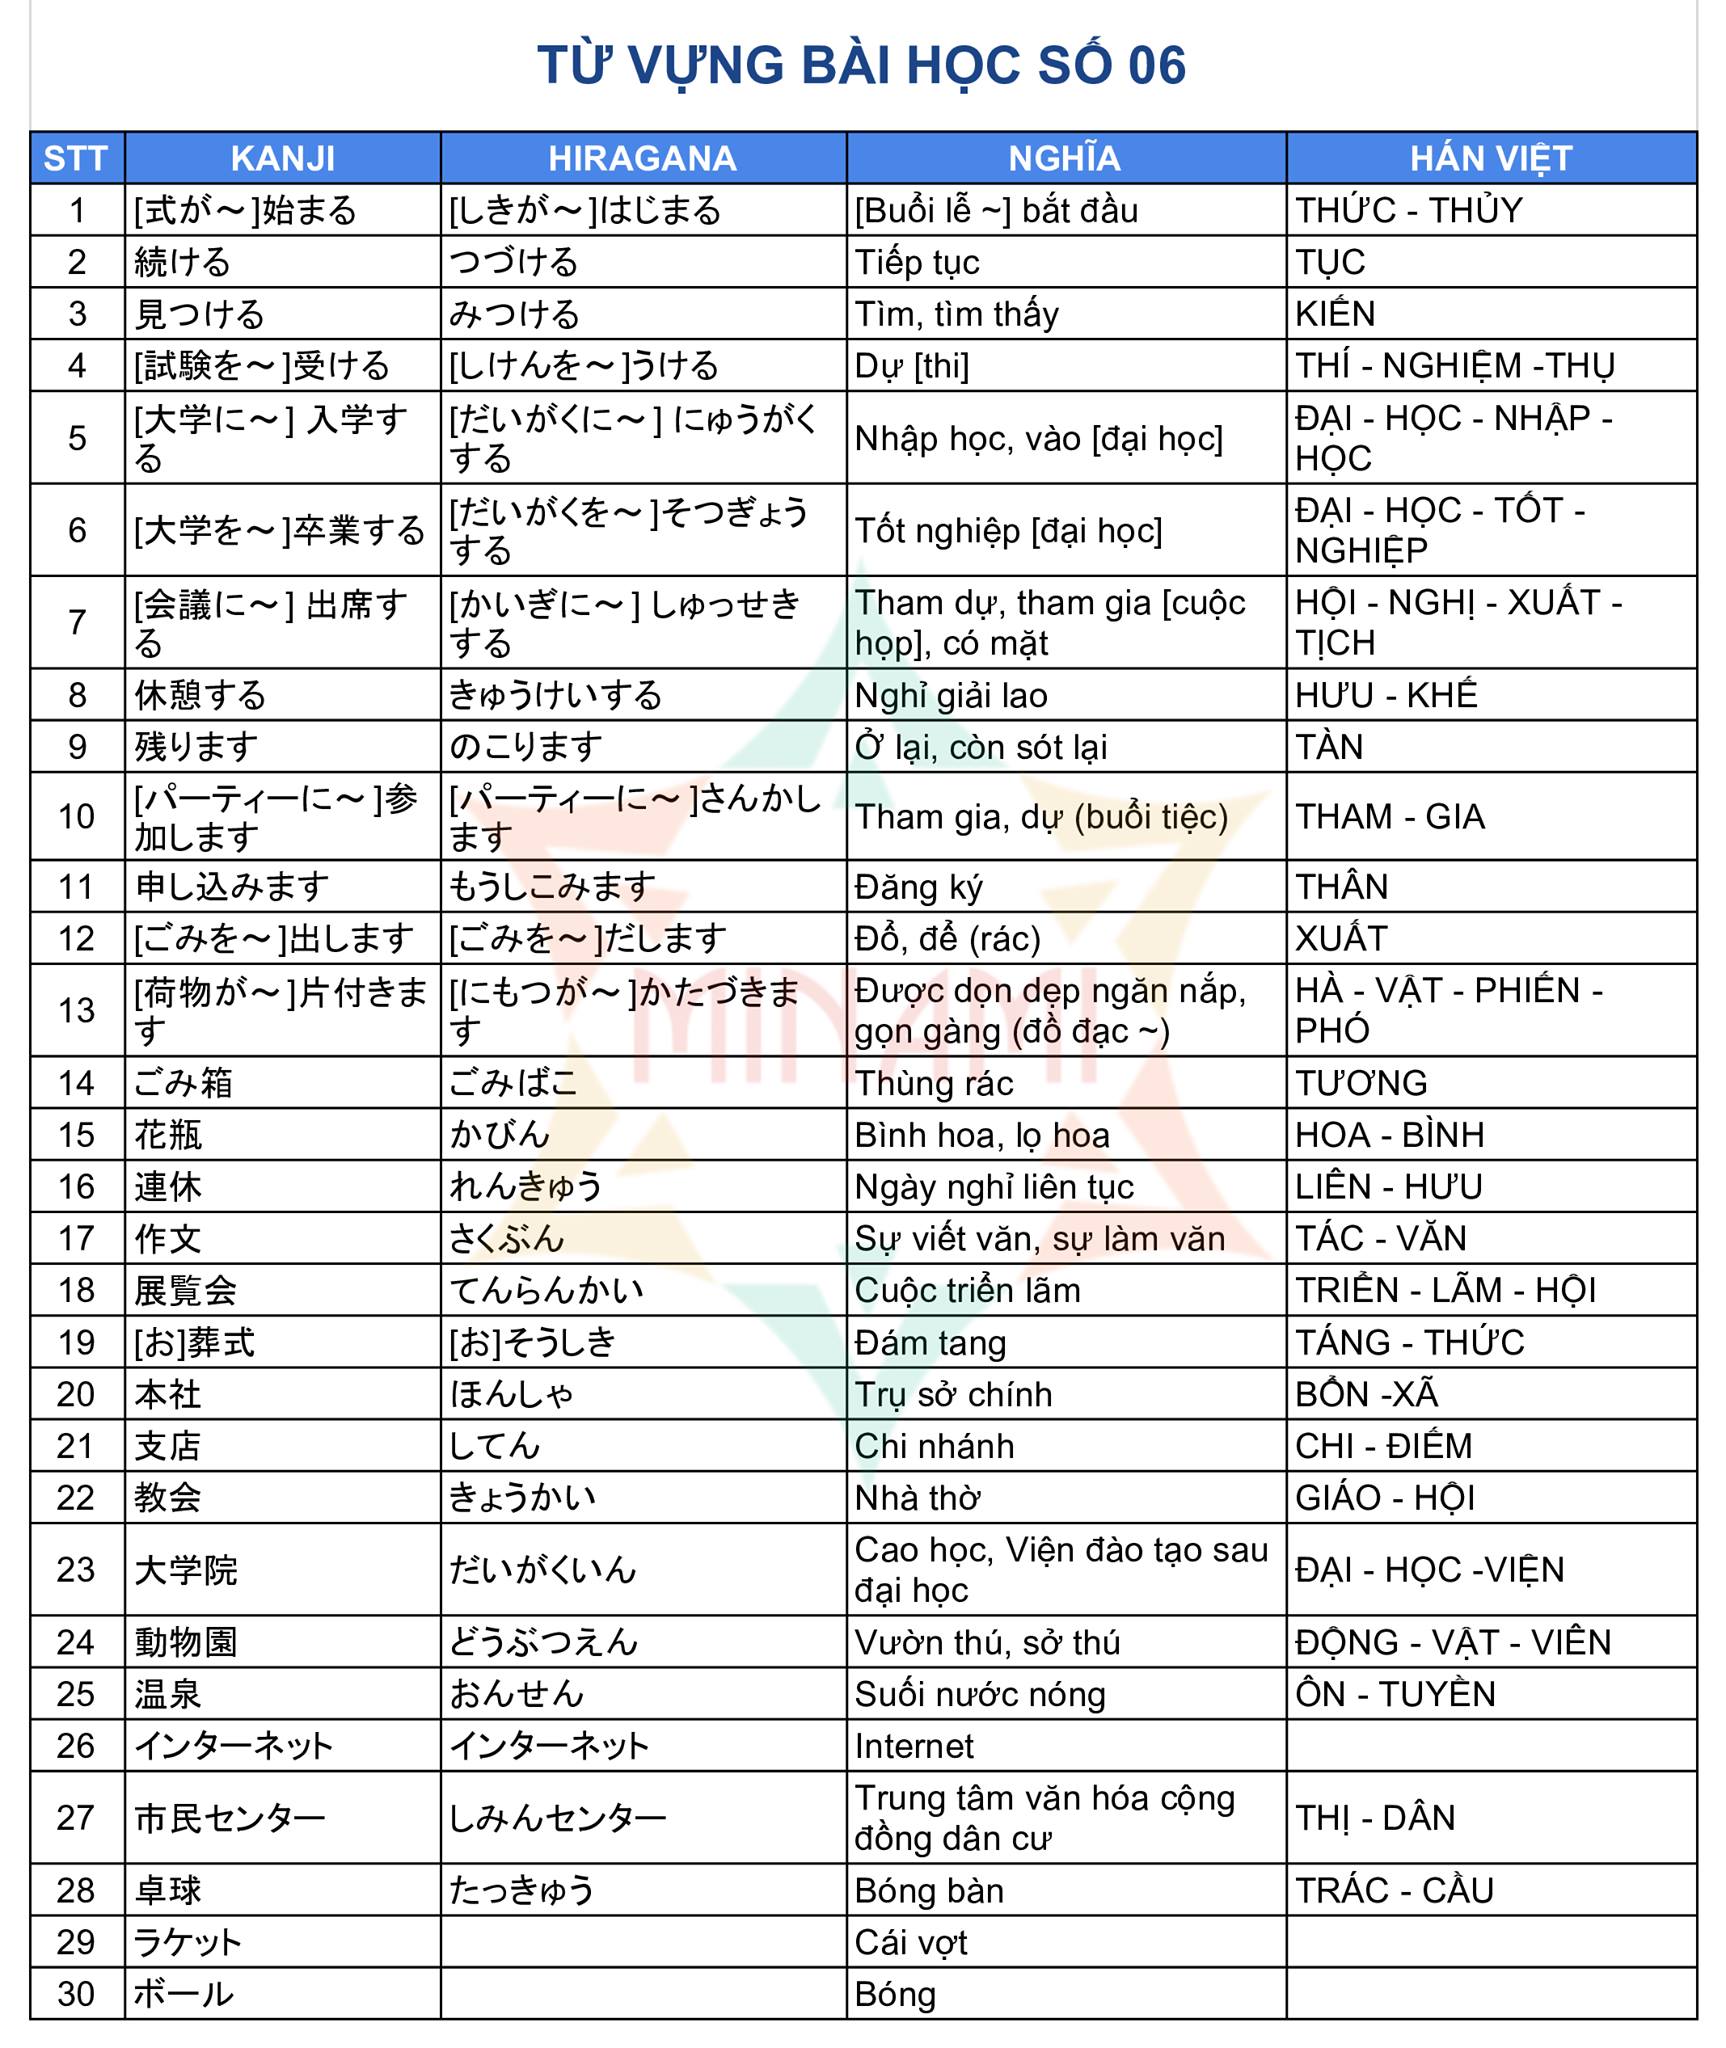 TỪ VỰNG BÀI HỌC SỐ 06
STT KANJI HIRAGANA NGHĨA HÁN VIỆT
1 [式が～]始まる [しきが～]はじまる [Buổi lễ ~] bắt đầu THỨC - THỦY
2 続ける つづける Tiếp tục TỤC
3 見つける みつける Tìm, tìm thấy KIẾN
4 [試験を～]受ける [しけんを～]うける Dự [thi] THÍ - NGHIỆM -THỤ
5 [大学に～] 入学す [だいがくに～] にゅうがく Nhập học, vào [đại học] ĐẠI - HỌC - NHẬP -
る する HỌC
6 [大学を～]卒業する [だいがくを～]そつぎょう Tốt nghiệp [đại học] ĐẠI - HỌC - TỐT -
する NGHIỆP
7 [会議に～] 出席す [かいぎに～] しゅっせき Tham dự, tham gia [cuộc HỘI - NGHỊ - XUẤT -
る する họp], có mặt TỊCH
8 休憩する きゅうけいする Nghỉ giải lao HƯU - KHẾ
9 残ります のこります Ở lại, còn sót lại TÀN
10 [パーティーに～]参 [パーティーに～]さんかし Tham gia, dự (buổi tiệc) THAM - GIA
加します ます
11 申し込みます もうしこみます Đăng ký THÂN
12 [ごみを～]出します [ごみを～]だします Đổ, để (rác) XUẤT
13 [荷物が～]片付きま [にもつが～]かたづきま Được dọn dẹp ngăn nắp, HÀ - VẬT - PHIẾN -
す す gọn gàng (đồ đạc ~) PHÓ
MINAMI
14 ごみ箱 ごみばこ Thùng rác TƯƠNG
15 花瓶 かびん Bình hoa, lọ hoa HOA - BÌNH
16 連休 れんきゅう Ngày nghỉ liên tục LIÊN - HƯU
17 作文 さくぶん Sự viết văn, sự làm văn TÁC - VĂN
18 展覧会 てんらんかい Cuộc triển lãm TRIỂN - LÃM - HỘI
19 [お]葬式 [お]そうしき Đám tang TÁNG - THỨC
20 本社 ほんしゃ Trụ sở chính BỔN -XÃ
21 支店 してん Chi nhánh CHI - ĐIẾM
22 教会 きょうかい Nhà thờ GIÁO - HỘI
23 大学院 だいがくいん Cao học, Viện đào tạo sau ĐẠI - HỌC -VIỆN
đại học
24 動物園 どうぶつえん Vườn thú, sở thú ĐỘNG - VẬT - VIÊN
25 温泉 おんせん Suối nước nóng ÔN - TUYỀN
26 インターネット インターネット Internet
27 市民センター しみんセンター Trung tâm văn hóa cộng THỊ - DÂN
đồng dân cư
28 卓球 たっきゅう Bóng bàn TRÁC - CẦU
29 ラケット Cái vợt
30 ボール Bóng